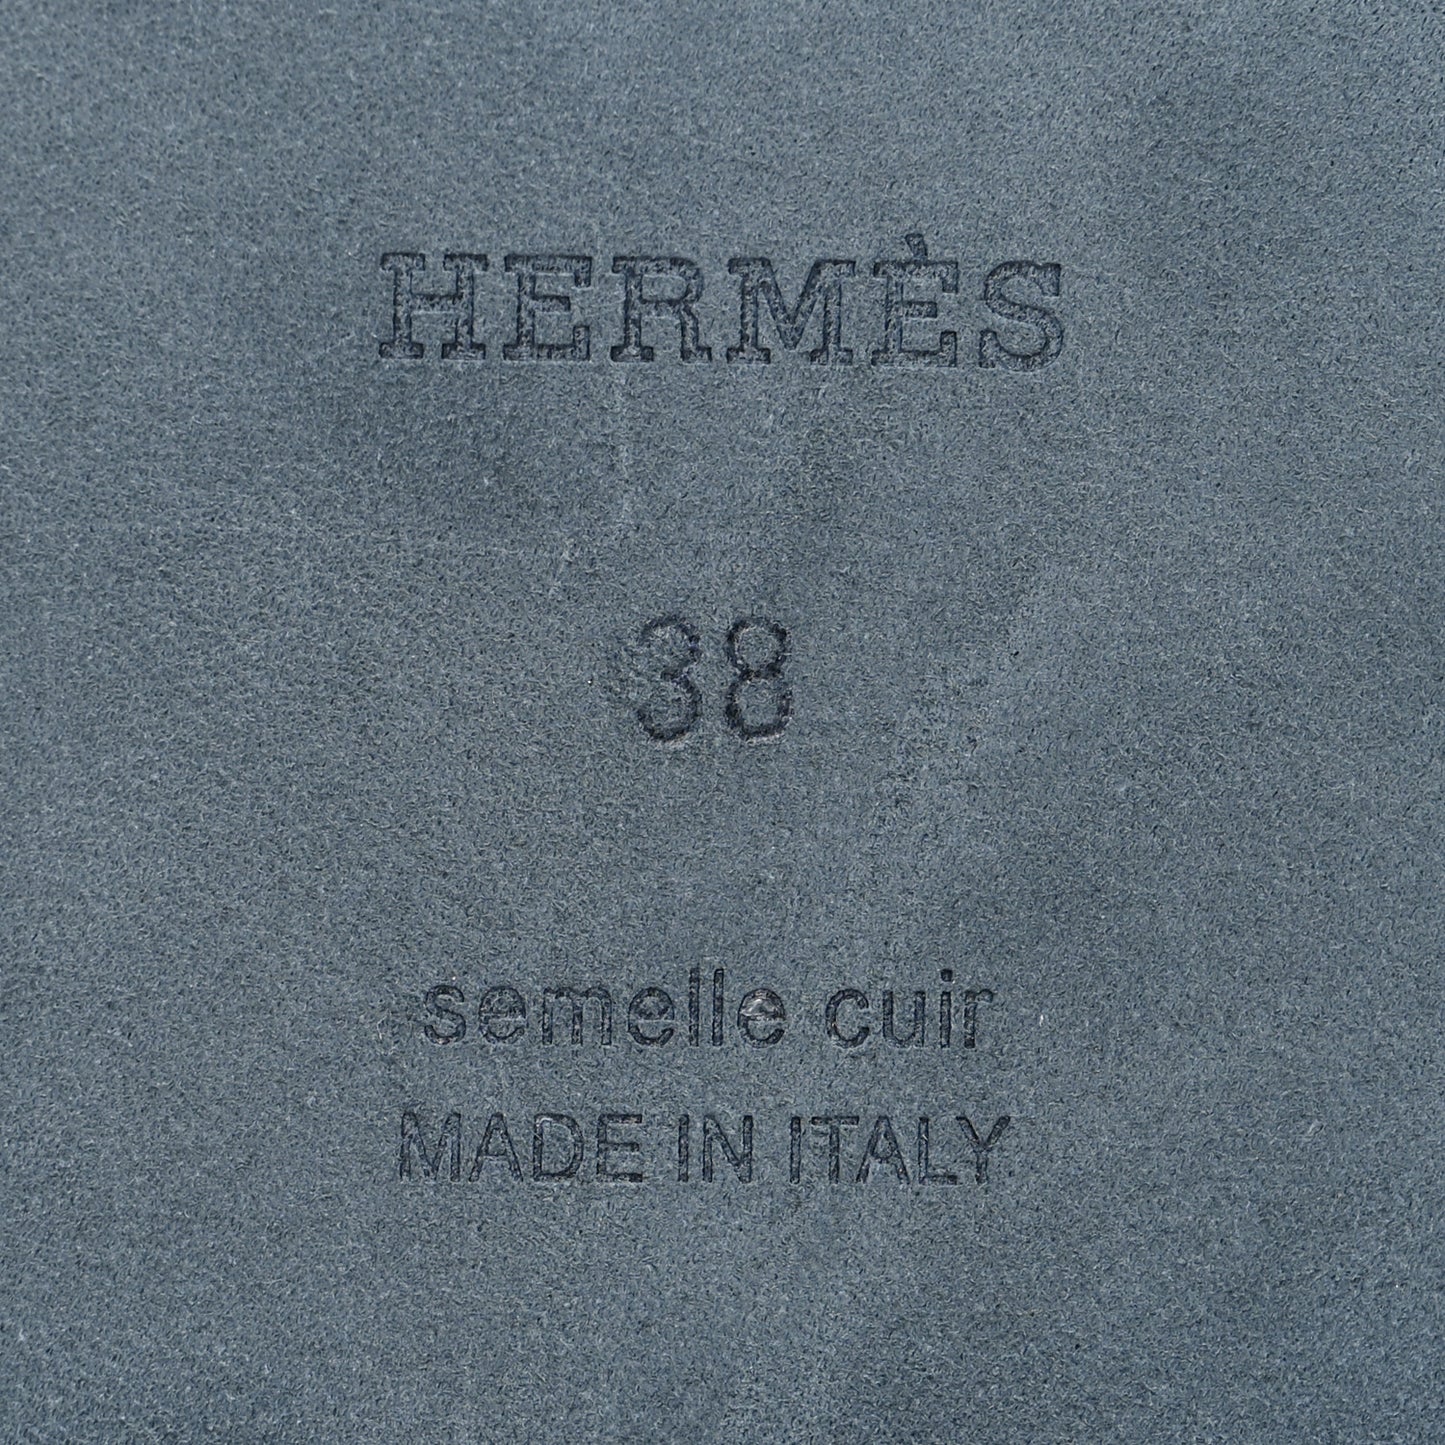 HERMÈS
38
semelle cuir
MADE IN ITALY